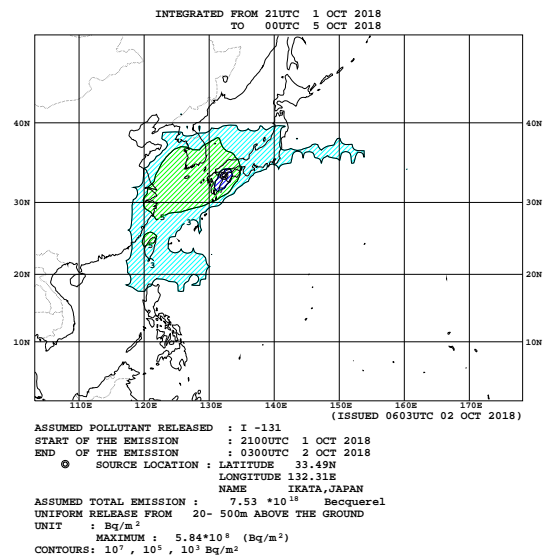 INTEGRATED FROM 21UTC 1 OCT 2018
TO 00UTC 5 OCT 2018
40N 40N
30N 30N
20N 20N
10N 10N
3
5
5
3
110E 120E 130E 140E 150E 160E 170E
(ISSUED 0603UTC 02 OCT 2018)
ASSUMED POLLUTANT RELEASED : I -131
START OF THE EMISSION : 2100UTC 1 OCT 2018
END OF THE EMISSION : 0300UTC 2 OCT 2018
SOURCE LOCATION : LATITUDE 33.49N
LONGITUDE 132.31E
NAME IKATA,JAPAN
ASSUMED TOTAL EMISSION : 7.53 *10¹⁸ Becquerel
UNIFORM RELEASE FROM 20- 500m ABOVE THE GROUND
UNIT : Bq/m²
MAXIMUM : 5.84*10⁸ (Bq/m²)
CONTOURS: 10⁷ , 10⁵ , 10³ Bq/m²